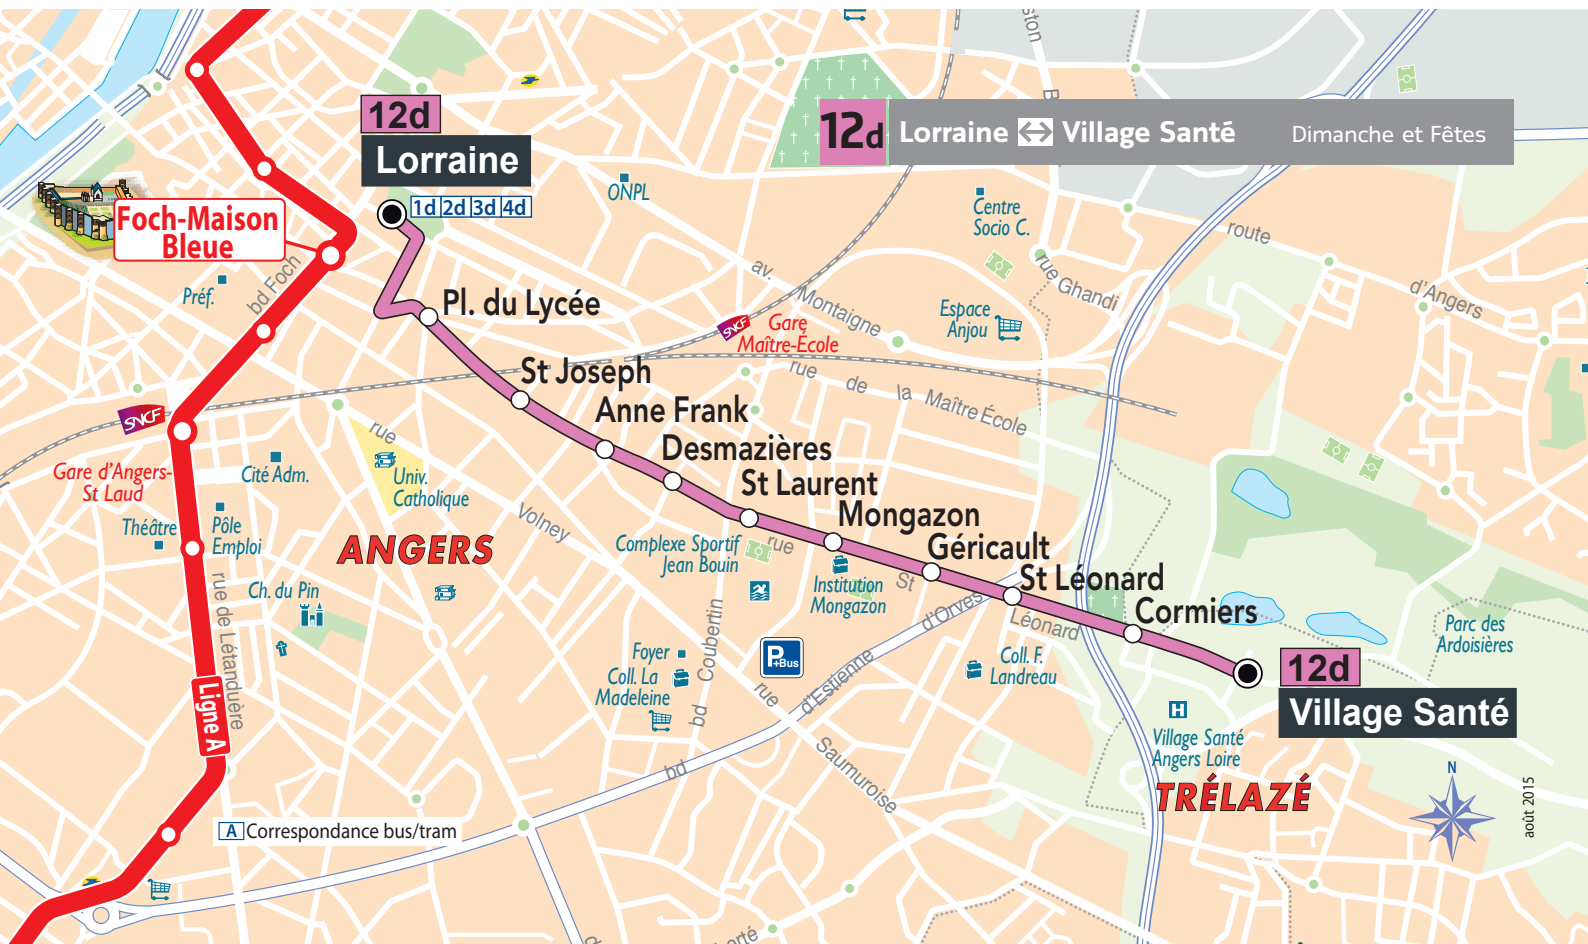 ston
B
12d
Lorraine
1d 2d 3d 4d
12d Lorraine ↔ Village Santé Dimanche et Fêtes
ONPL
Centre
Socio C.
Foch-Maison
Bleue
bd Foch
Préf.
Pl. du Lycée
av. Montaigne
rue Ghandi
route d'Angers
Espace
Anjou
SNCF
Gare
Maître-École
rue de la Maître École
St Joseph
Anne Frank
Desmazières
St Laurent
Mongazon
Géricault
St Léonard
Cormiers
SNCF
Gare d'Angers-
St Laud
Cité Adm.
rue Volney
Univ.
Catholique
Théâtre
Pôle
Emploi
ANGERS
Ch. du Pin
rue de Létanduère
Complexe Sportif
Jean Bouin
rue St Léonard
Institution
Mongazon
bd Coubertin
Foyer
Coll. La
Madeleine
P
+Bus
rue Saumuroise
bd d'Estienne d'Orves
Coll. F.
Landreau
Parc des
Ardoisières
12d
Village Santé
H
Village Santé
Angers Loire
TRÉLAZÉ
Ligne A
A Correspondance bus/tram
N
août 2015
erté